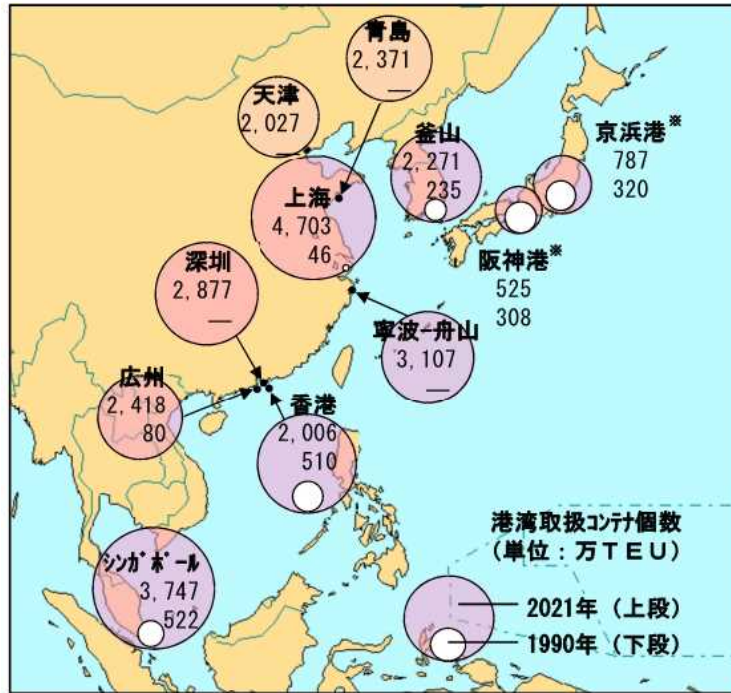 青島
2,371
—
天津
2,027
—
釜山
2,271
235
京浜港※
787
320
上海
4,703
46
阪神港※
525
308
深圳
2,877
—
寧波-舟山
3,107
—
広州
2,418
80
香港
2,006
510
シンガポール
3,747
522
港湾取扱コンテナ個数
(単位:万TEU)
2021年(上段)
1990年(下段)